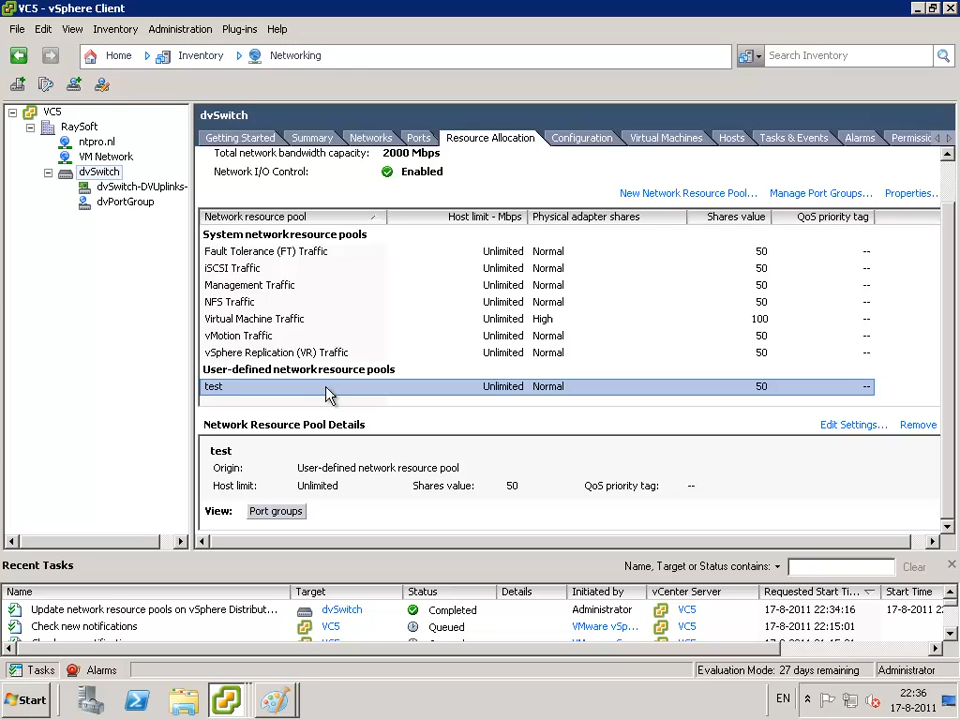 VC5 - vSphere Client
File Edit View Inventory Administration Plug-ins Help
Home Inventory Networking Search Inventory
VC5
RaySoft
ntpro.nl
VM Network
dvSwitch
dvSwitch-DVUplinks-
dvPortGroup
dvSwitch
Getting Started Summary Networks Ports Resource Allocation Configuration Virtual Machines Hosts Tasks & Events Alarms Permissic
Total network bandwidth capacity: 2000 Mbps
Network I/O Control: Enabled
New Network Resource Pool... Manage Port Groups... Properties..
Network resource pool Host limit - Mbps Physical adapter shares Shares value QoS priority tag
System network resource pools
Fault Tolerance (FT) Traffic Unlimited Normal 50 --
iSCSI Traffic Unlimited Normal 50 --
Management Traffic Unlimited Normal 50 --
NFS Traffic Unlimited Normal 50 --
Virtual Machine Traffic Unlimited High 100 --
vMotion Traffic Unlimited Normal 50 --
vSphere Replication (VR) Traffic Unlimited Normal 50 --
User-defined network resource pools
test Unlimited Normal 50 --
Network Resource Pool Details Edit Settings... Remove
test
Origin: User-defined network resource pool
Host limit: Unlimited Shares value: 50 QoS priority tag: --
View: Port groups
Recent Tasks Name, Target or Status contains: Clear
Name Target Status Details Initiated by vCenter Server Requested Start Ti... Start Time
Update network resource pools on vSphere Distribut... dvSwitch Completed Administrator VC5 17-8-2011 22:34:16 17-8-2011 2
Check new notifications VC5 Queued VMware vSp... VC5 17-8-2011 22:15:01
Tasks Alarms Evaluation Mode: 27 days remaining Administrator
Start EN 22:36
17-8-2011